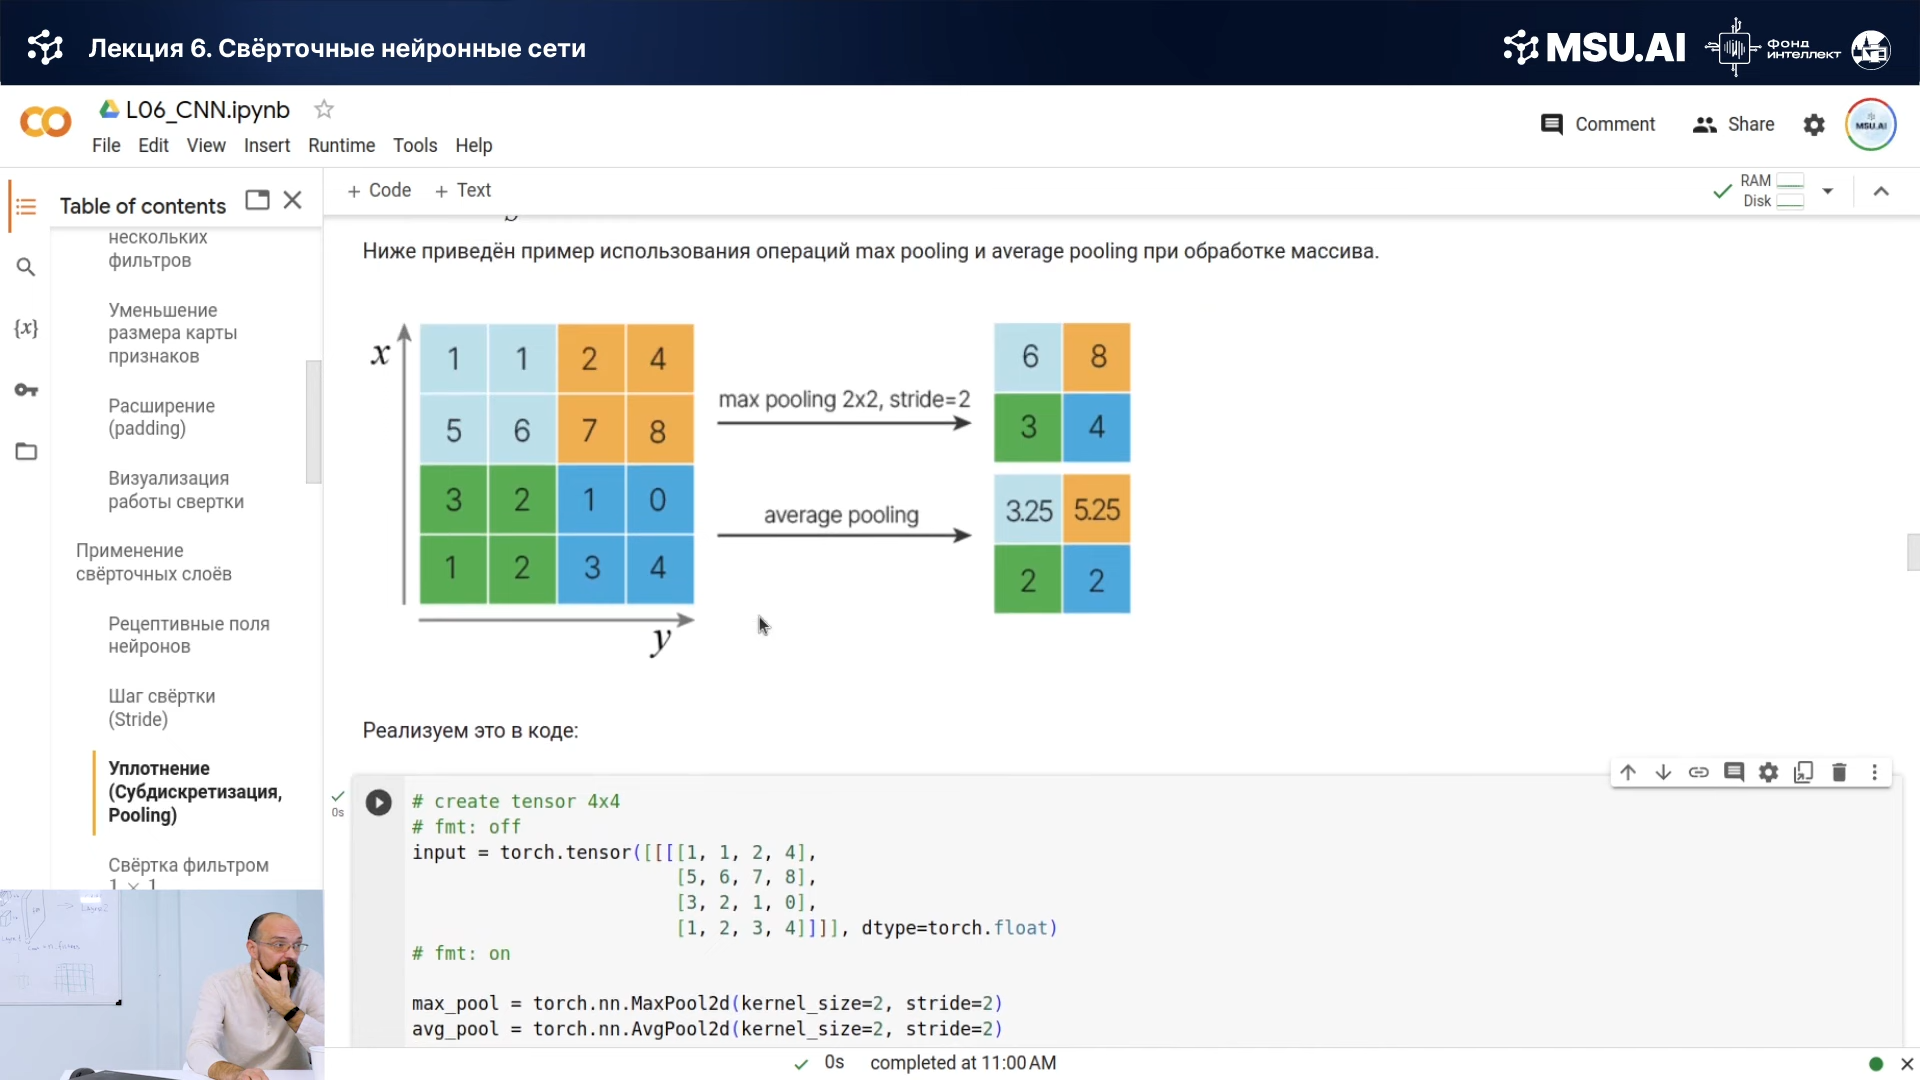 Лекция 6. Свёрточные нейронные сети
MSU.AI
ФОНД
ИНТЕЛЛЕКТ
L06_CNN.ipynb
File Edit View Insert Runtime Tools Help
Comment
Share
MSU.AI
Table of contents
+ Code + Text
RAM
Disk
нескольких
фильтров
Уменьшение
размера карты
признаков
Расширение
(padding)
Визуализация
работы свертки
Применение
свёрточных слоёв
Рецептивные поля
нейронов
Шаг свёртки
(Stride)
Уплотнение
(Субдискретизация,
Pooling)
Свёртка фильтром
1 × 1
{x}
Ниже приведён пример использования операций max pooling и average pooling при обработке массива.
x
1 1 2 4
5 6 7 8
3 2 1 0
1 2 3 4
y
max pooling 2x2, stride=2
6 8
3 4
average pooling
3.25 5.25
2 2
Реализуем это в коде:
0s
# create tensor 4x4
# fmt: off
input = torch.tensor([[[[1, 1, 2, 4],
[5, 6, 7, 8],
[3, 2, 1, 0],
[1, 2, 3, 4]]]], dtype=torch.float)
# fmt: on
max_pool = torch.nn.MaxPool2d(kernel_size=2, stride=2)
avg_pool = torch.nn.AvgPool2d(kernel_size=2, stride=2)
0s completed at 11:00 AM